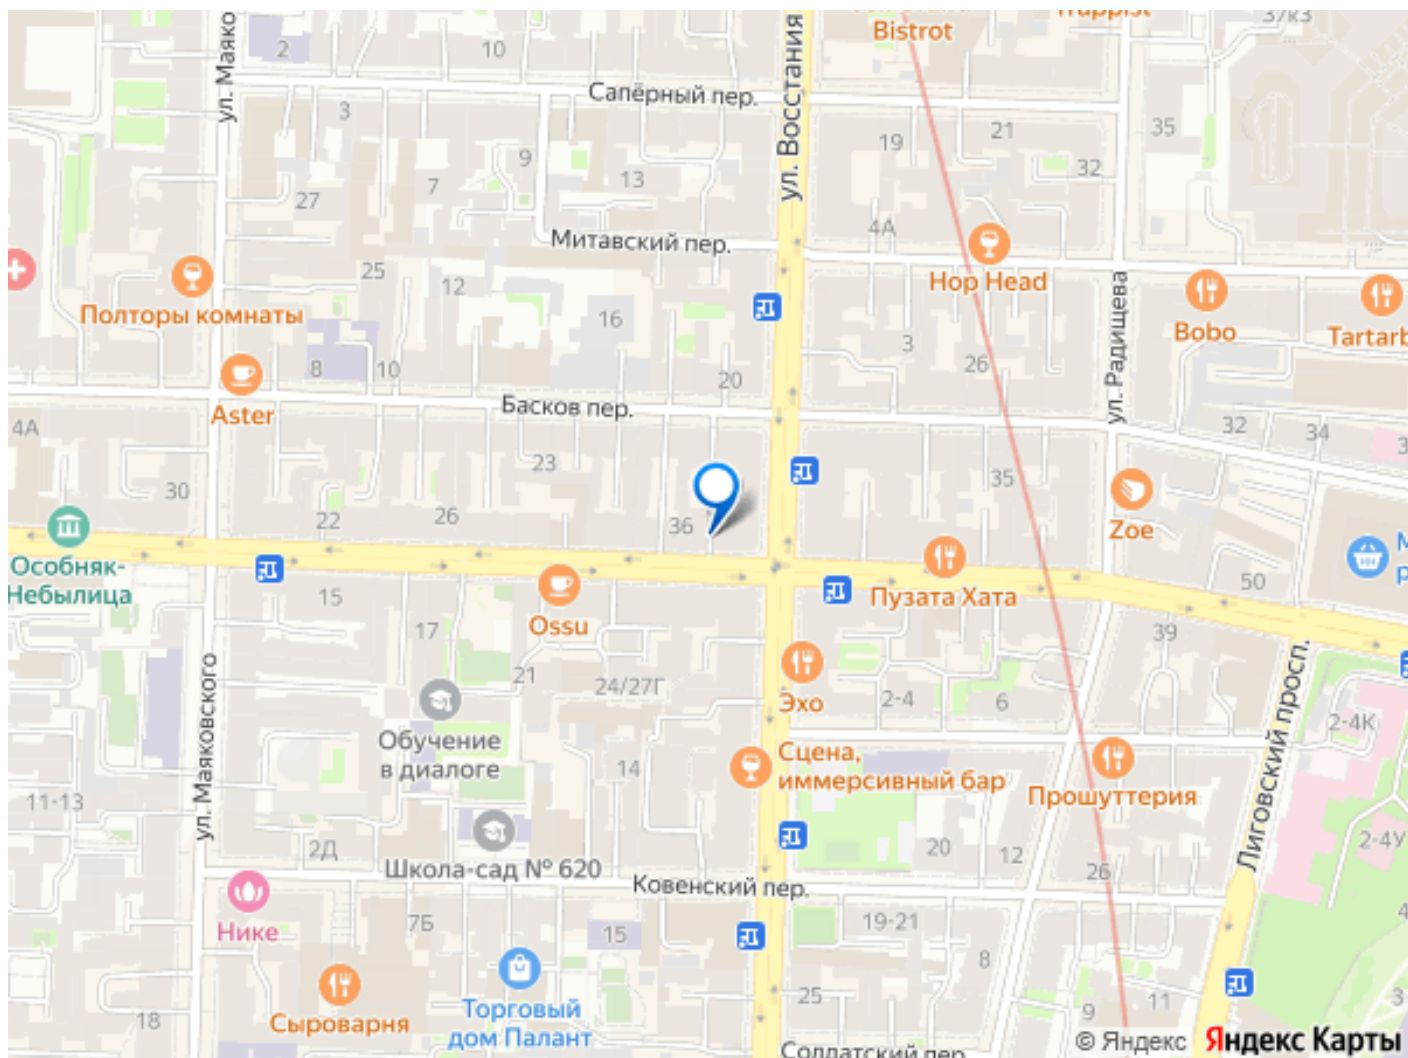 Bistrot
37к3
ул. Маяко
2
10
ул. Восстания
Сапёрный пер.
3
21
35
19
9
32
13
7
27
4А
Митавский пер.
Hop Head
25
12
Полторы комнаты
16
ул. Радищева
Bobo
Tartarb
3
26
8
10
20
Aster
Басков пер.
4А
32
34
23
35
30
22
26
36
Zoe
Особняк-
Небылица
М
р
50
15
Пузата Хата
Ossu
17
39
21
24/27Г
2-4
6
Эхо
ул. Маяковского
Лиговский просп.
2-4К
Обучение
в диалоге
14
Сцена,
иммерсивный бар
Прошуттерия
11-13
2Д
20
12
2-4У
Школа-сад № 620
26
Ковенский пер.
7Б
Нике
15
19-21
4
8
25
Сыроварня
Торговый
дом Палант
18
9
11
3
Солдатский пер.
© Яндекс
Яндекс Карты